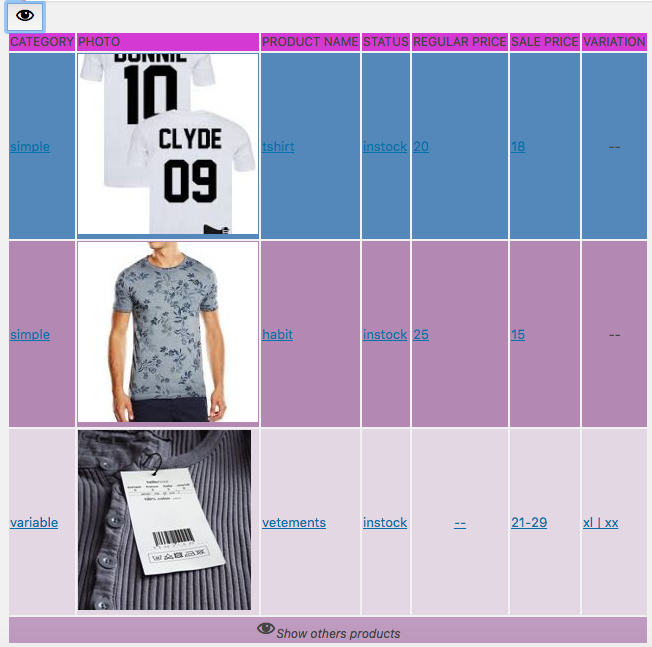 CATEGORY PHOTO PRODUCT NAME STATUS REGULAR PRICE SALE PRICE VARIATION
10
CLYDE
09
simple tshirt instock 20 18 --
simple habit instock 25 15 --
variable vetements instock -- 21-29 xl | xx
Show others products